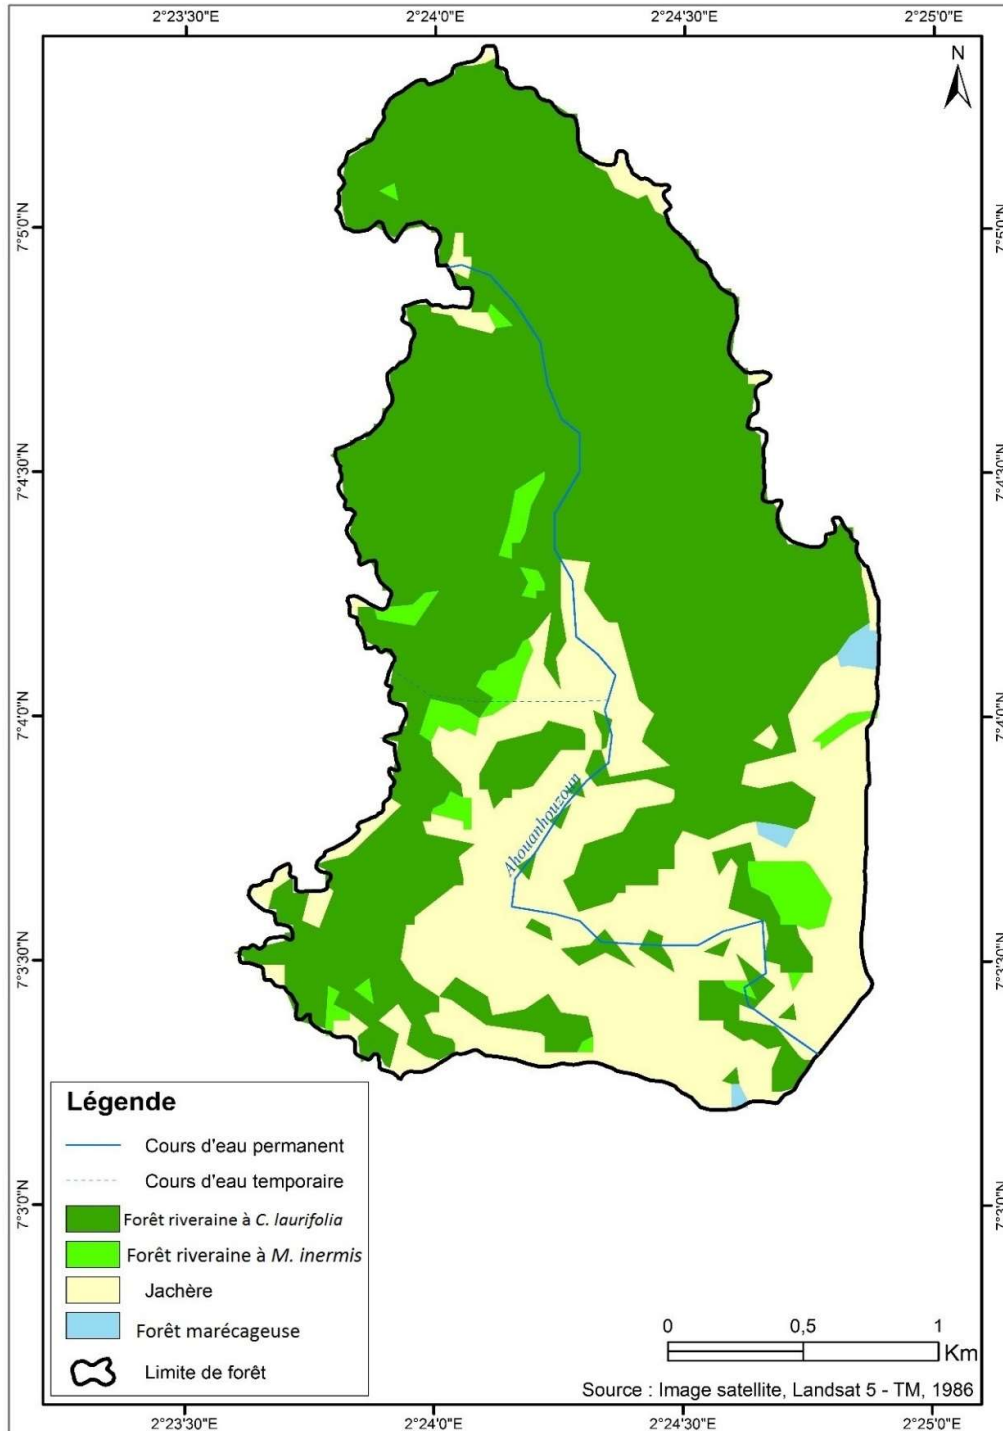 2°23'30"E 2°24'0"E 2°24'30"E 2°25'0"E
N
7°5'0"N 7°5'0"N
7°4'30"N 7°4'30"N
7°4'0"N 7°4'0"N
Ahouanhouzoun
7°3'30"N 7°3'30"N
Légende
Cours d'eau permanent
Cours d'eau temporaire
7°3'0"N 7°3'0"N
Forêt riveraine à C. laurifolia
Forêt riveraine à M. inermis
Jachère
Forêt marécageuse
Limite de forêt
0 0,5 1
Km
Source : Image satellite, Landsat 5 - TM, 1986
2°23'30"E 2°24'0"E 2°24'30"E 2°25'0"E